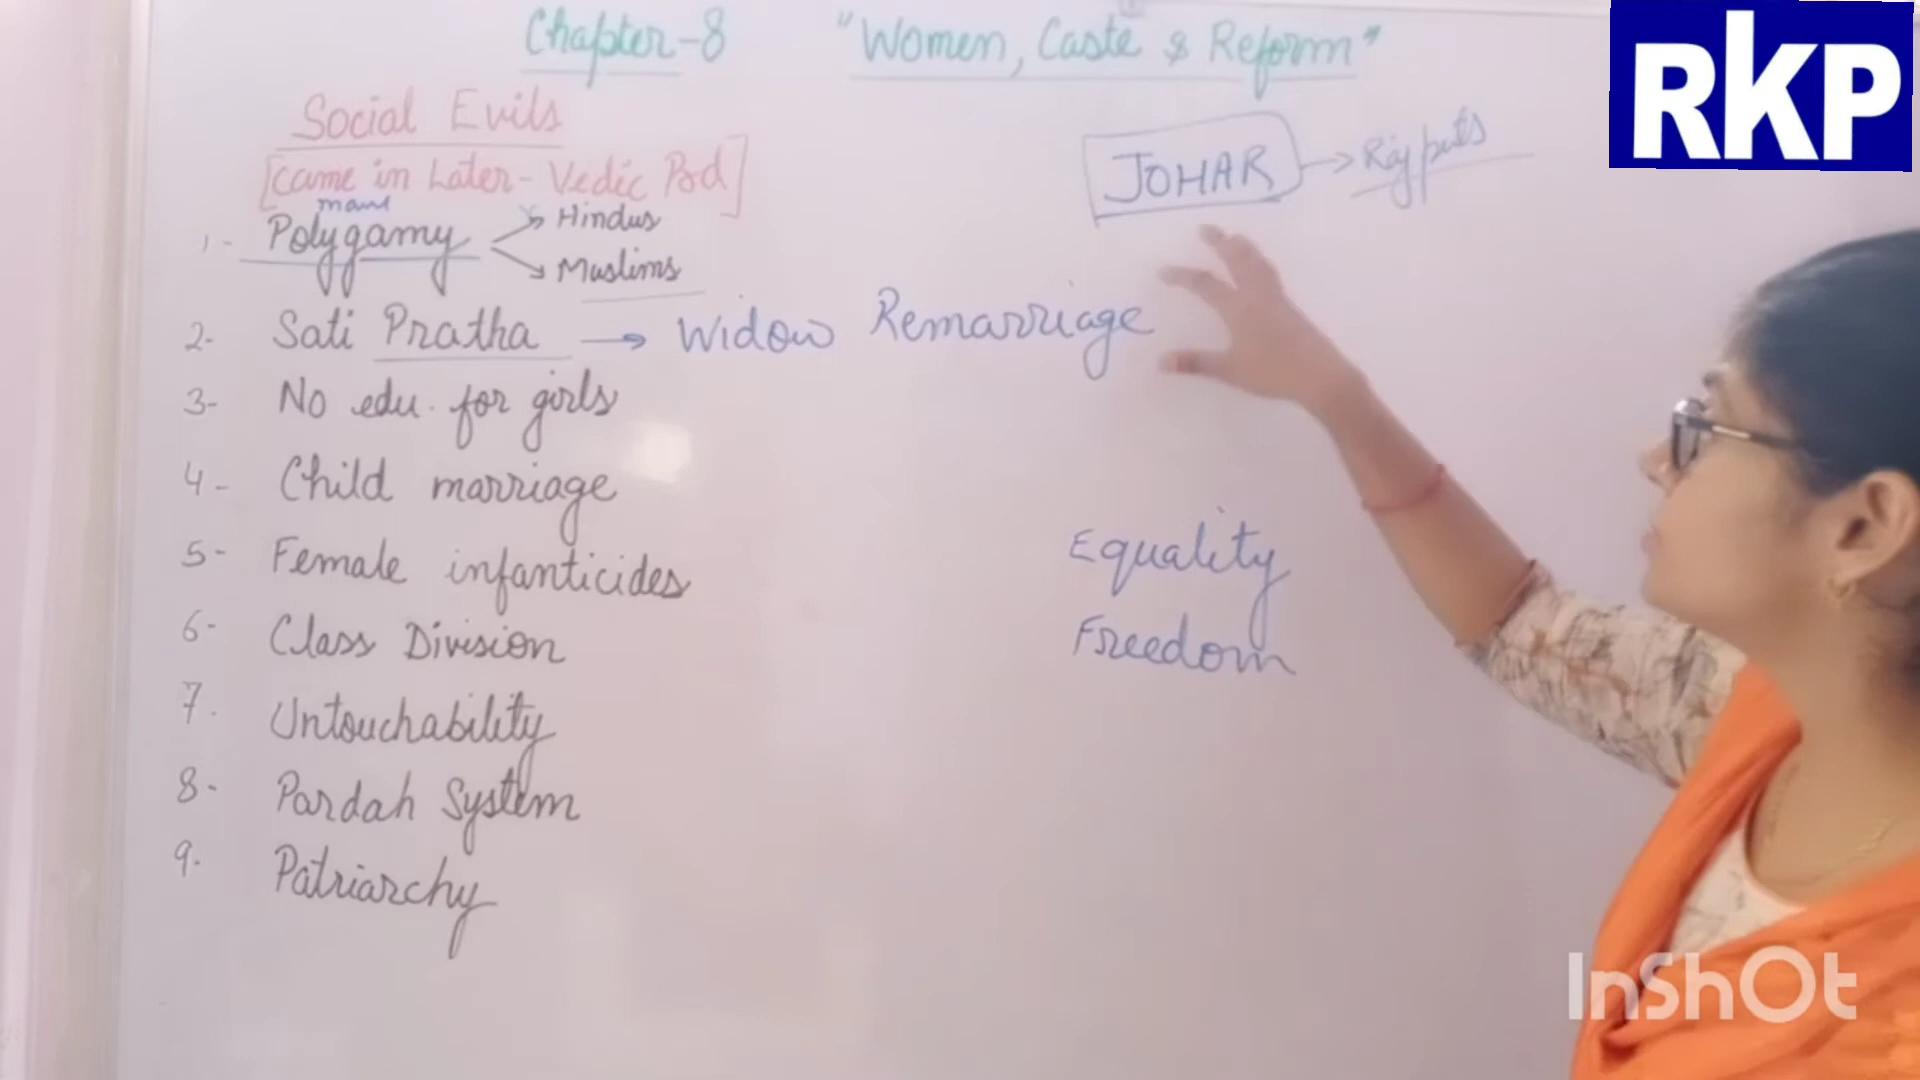 Chapter-8 "Women, Caste & Reform"
RKP
Social Evils
[came in Later-Vedic Pod]
JOHAR → Rajputs
many
1- Polygamy → Hindus
→ Muslims
2- Sati Pratha → Widow Remarriage
3- No edu. for girls
4- Child marriage
5- Female infanticides
Equality
6- Class Division
Freedom
7. Untouchability
8- Pardah System
9. Patriarchy
InShOt